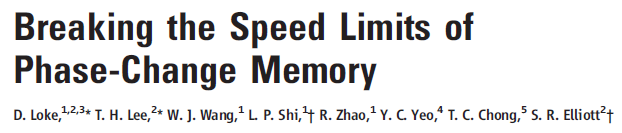 Breaking the Speed Limits of
Phase-Change Memory
D. Loke,1,2,3* T. H. Lee,2* W. J. Wang,1 L. P. Shi,1† R. Zhao,1 Y. C. Yeo,4 T. C. Chong,5 S. R. Elliott2†